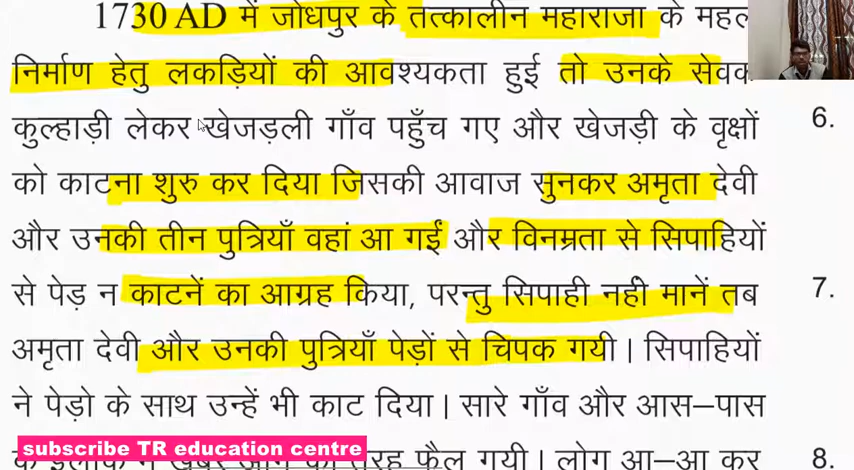 1730 AD में जोधपुर के तत्कालीन महाराजा के महल
निर्माण हेतु लकड़ियों की आवश्यकता हुई तो उनके सेवक
कुल्हाड़ी लेकर खेजड़ली गाँव पहुँच गए और खेजड़ी के वृक्षों
6.
को काटना शुरु कर दिया जिसकी आवाज सुनकर अमृता देवी
और उनकी तीन पुत्रियाँ वहां आ गईं और विनम्रता से सिपाहियों
से पेड़ न काटनें का आग्रह किया, परन्तु सिपाही नही मानें तब
7.
अमृता देवी और उनकी पुत्रियाँ पेड़ों से चिपक गयी। सिपाहियों
ने पेड़ो के साथ उन्हें भी काट दिया। सारे गाँव और आस–पास
subscribe TR education centre
फैल गयी। लोग आ–आ कर
8.